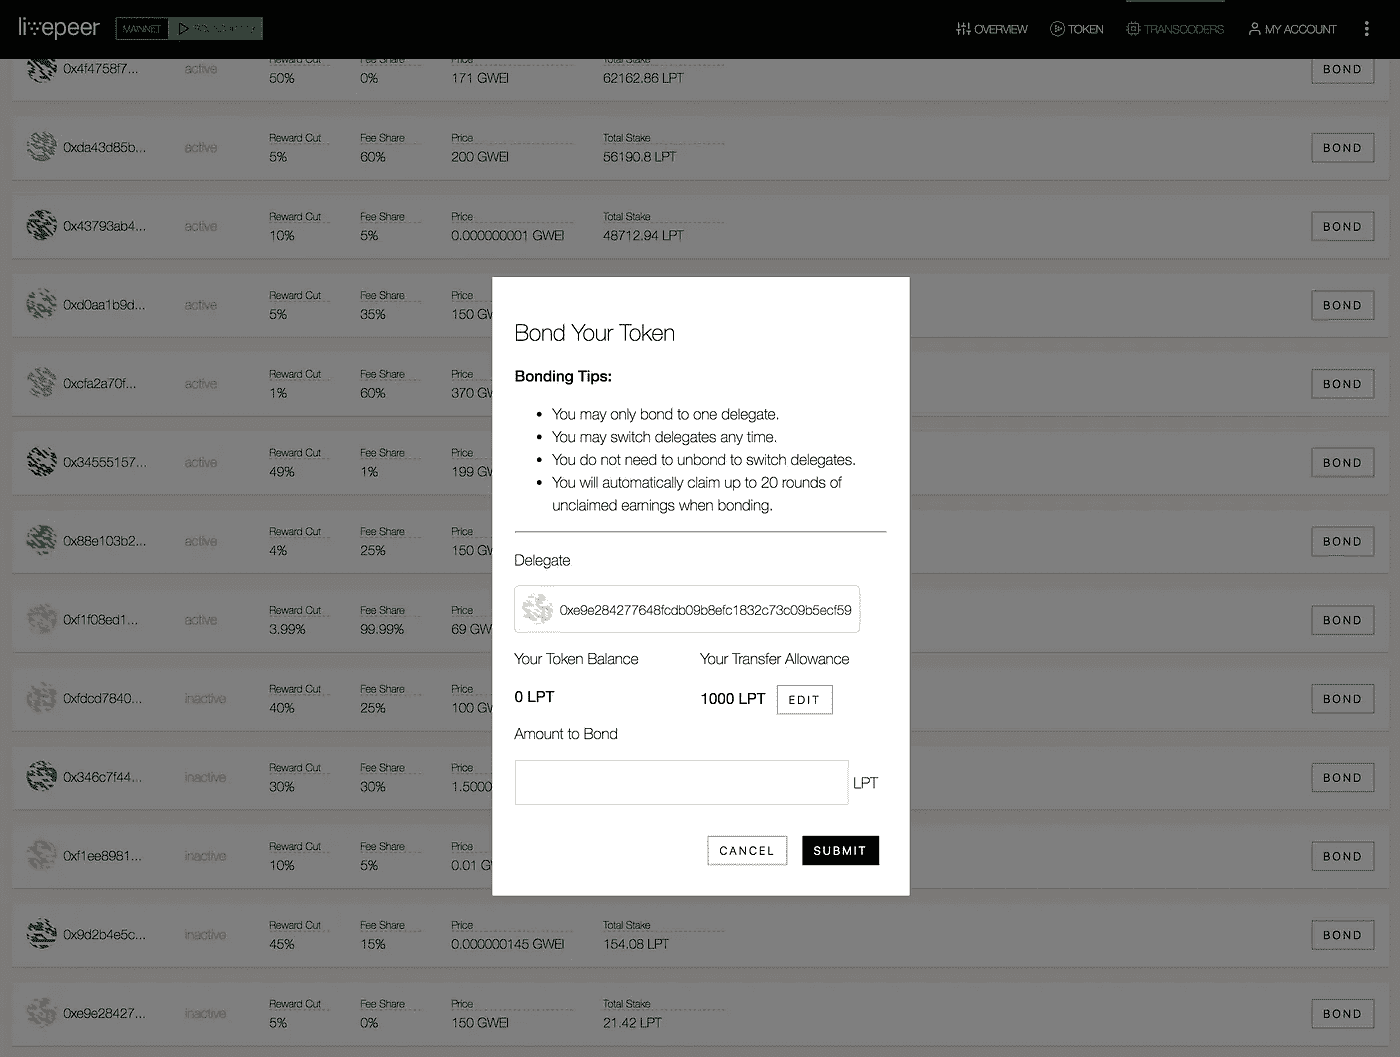 livepeer MAINNET OVERVIEW TOKEN TRANSCODERS MY ACCOUNT
Reward Cut Fee Share Price Total Stake
0x4f4758f7... active 50% 0% 171 GWEI 62162.86 LPT BOND
Reward Cut Fee Share Price Total Stake
0xda43d85b... active 5% 60% 200 GWEI 56190.8 LPT BOND
Reward Cut Fee Share Price Total Stake
0x43793ab4... active 10% 5% 0.000000001 GWEI 48712.94 LPT BOND
Reward Cut Fee Share Price
0xd0aa1b9d... active 5% 35% 150 GW BOND
Reward Cut Fee Share Price
0xcfa2a70f... active 1% 60% 370 GW BOND
Reward Cut Fee Share Price
0x34555157... active 49% 1% 199 GW BOND
Reward Cut Fee Share Price
0x88e103b2... active 4% 25% 150 GW BOND
Reward Cut Fee Share Price
0xf1f08ed1... active 3.99% 99.99% 69 GW BOND
Reward Cut Fee Share Price
0xfdcd7840... inactive 40% 25% 100 GW BOND
Reward Cut Fee Share Price
0x346c7f44... inactive 30% 30% 1.5000 BOND
Reward Cut Fee Share Price
0xf1ee8981... inactive 10% 5% 0.01 G BOND
Reward Cut Fee Share Price Total Stake
0x9d2b4e5c... inactive 45% 15% 0.000000145 GWEI 154.08 LPT BOND
Reward Cut Fee Share Price Total Stake
0xe9e28427... inactive 5% 0% 150 GWEI 21.42 LPT BOND
Bond Your Token
Bonding Tips:
• You may only bond to one delegate.
• You may switch delegates any time.
• You do not need to unbond to switch delegates.
• You will automatically claim up to 20 rounds of
unclaimed earnings when bonding.
Delegate
0xe9e284277648fcdb09b8efc1832c73c09b5ecf59
Your Token Balance Your Transfer Allowance
0 LPT 1000 LPT EDIT
Amount to Bond
LPT
CANCEL SUBMIT